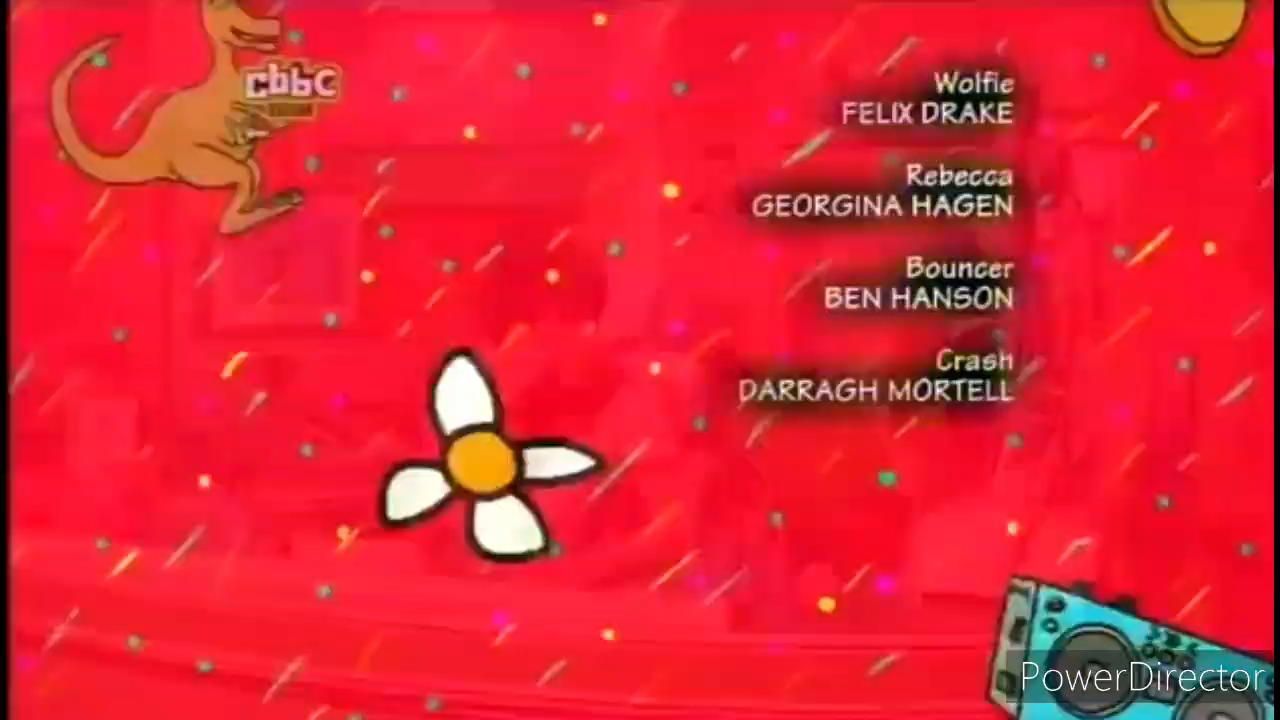 cbbc
Wolfie
FELIX DRAKE
Rebecca
GEORGINA HAGEN
Bouncer
BEN HANSON
Crash
DARRAGH MORTELL
PowerDirector